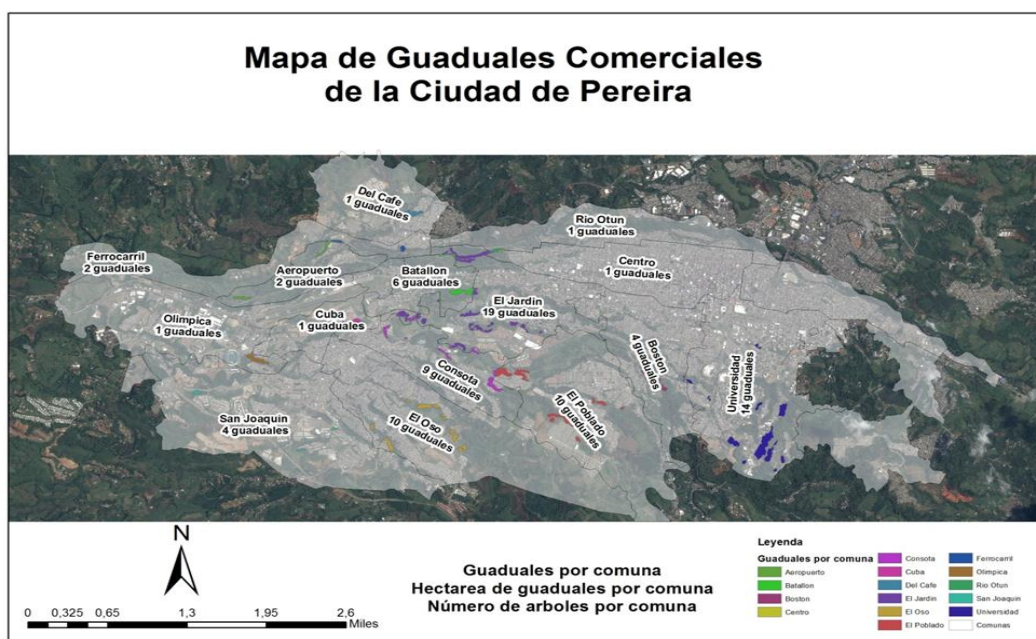 Mapa de Guaduales Comerciales
de la Ciudad de Pereira
Del Cafe
1 guaduales
Rio Otun
1 guaduales
Ferrocarril
2 guaduales
Aeropuerto
2 guaduales
Batallon
6 guaduales
Centro
1 guaduales
El Jardin
19 guaduales
Olimpica
1 guaduales
Cuba
1 guaduales
Boston
4 guaduales
Consota
9 guaduales
Universidad
14 guaduales
El Poblado
10 guaduales
San Joaquin
4 guaduales
El Oso
10 guaduales
N
0 0,325 0,65 1,3 1,95 2,6
Miles
Guaduales por comuna
Hectarea de guaduales por comuna
Número de arboles por comuna
Leyenda
Guaduales por comuna
Aeropuerto
Batallon
Boston
Centro
Consota
Cuba
Del Cafe
El Jardin
El Oso
El Poblado
Ferrocarril
Olimpica
Rio Otun
San Joaquin
Universidad
Comunas